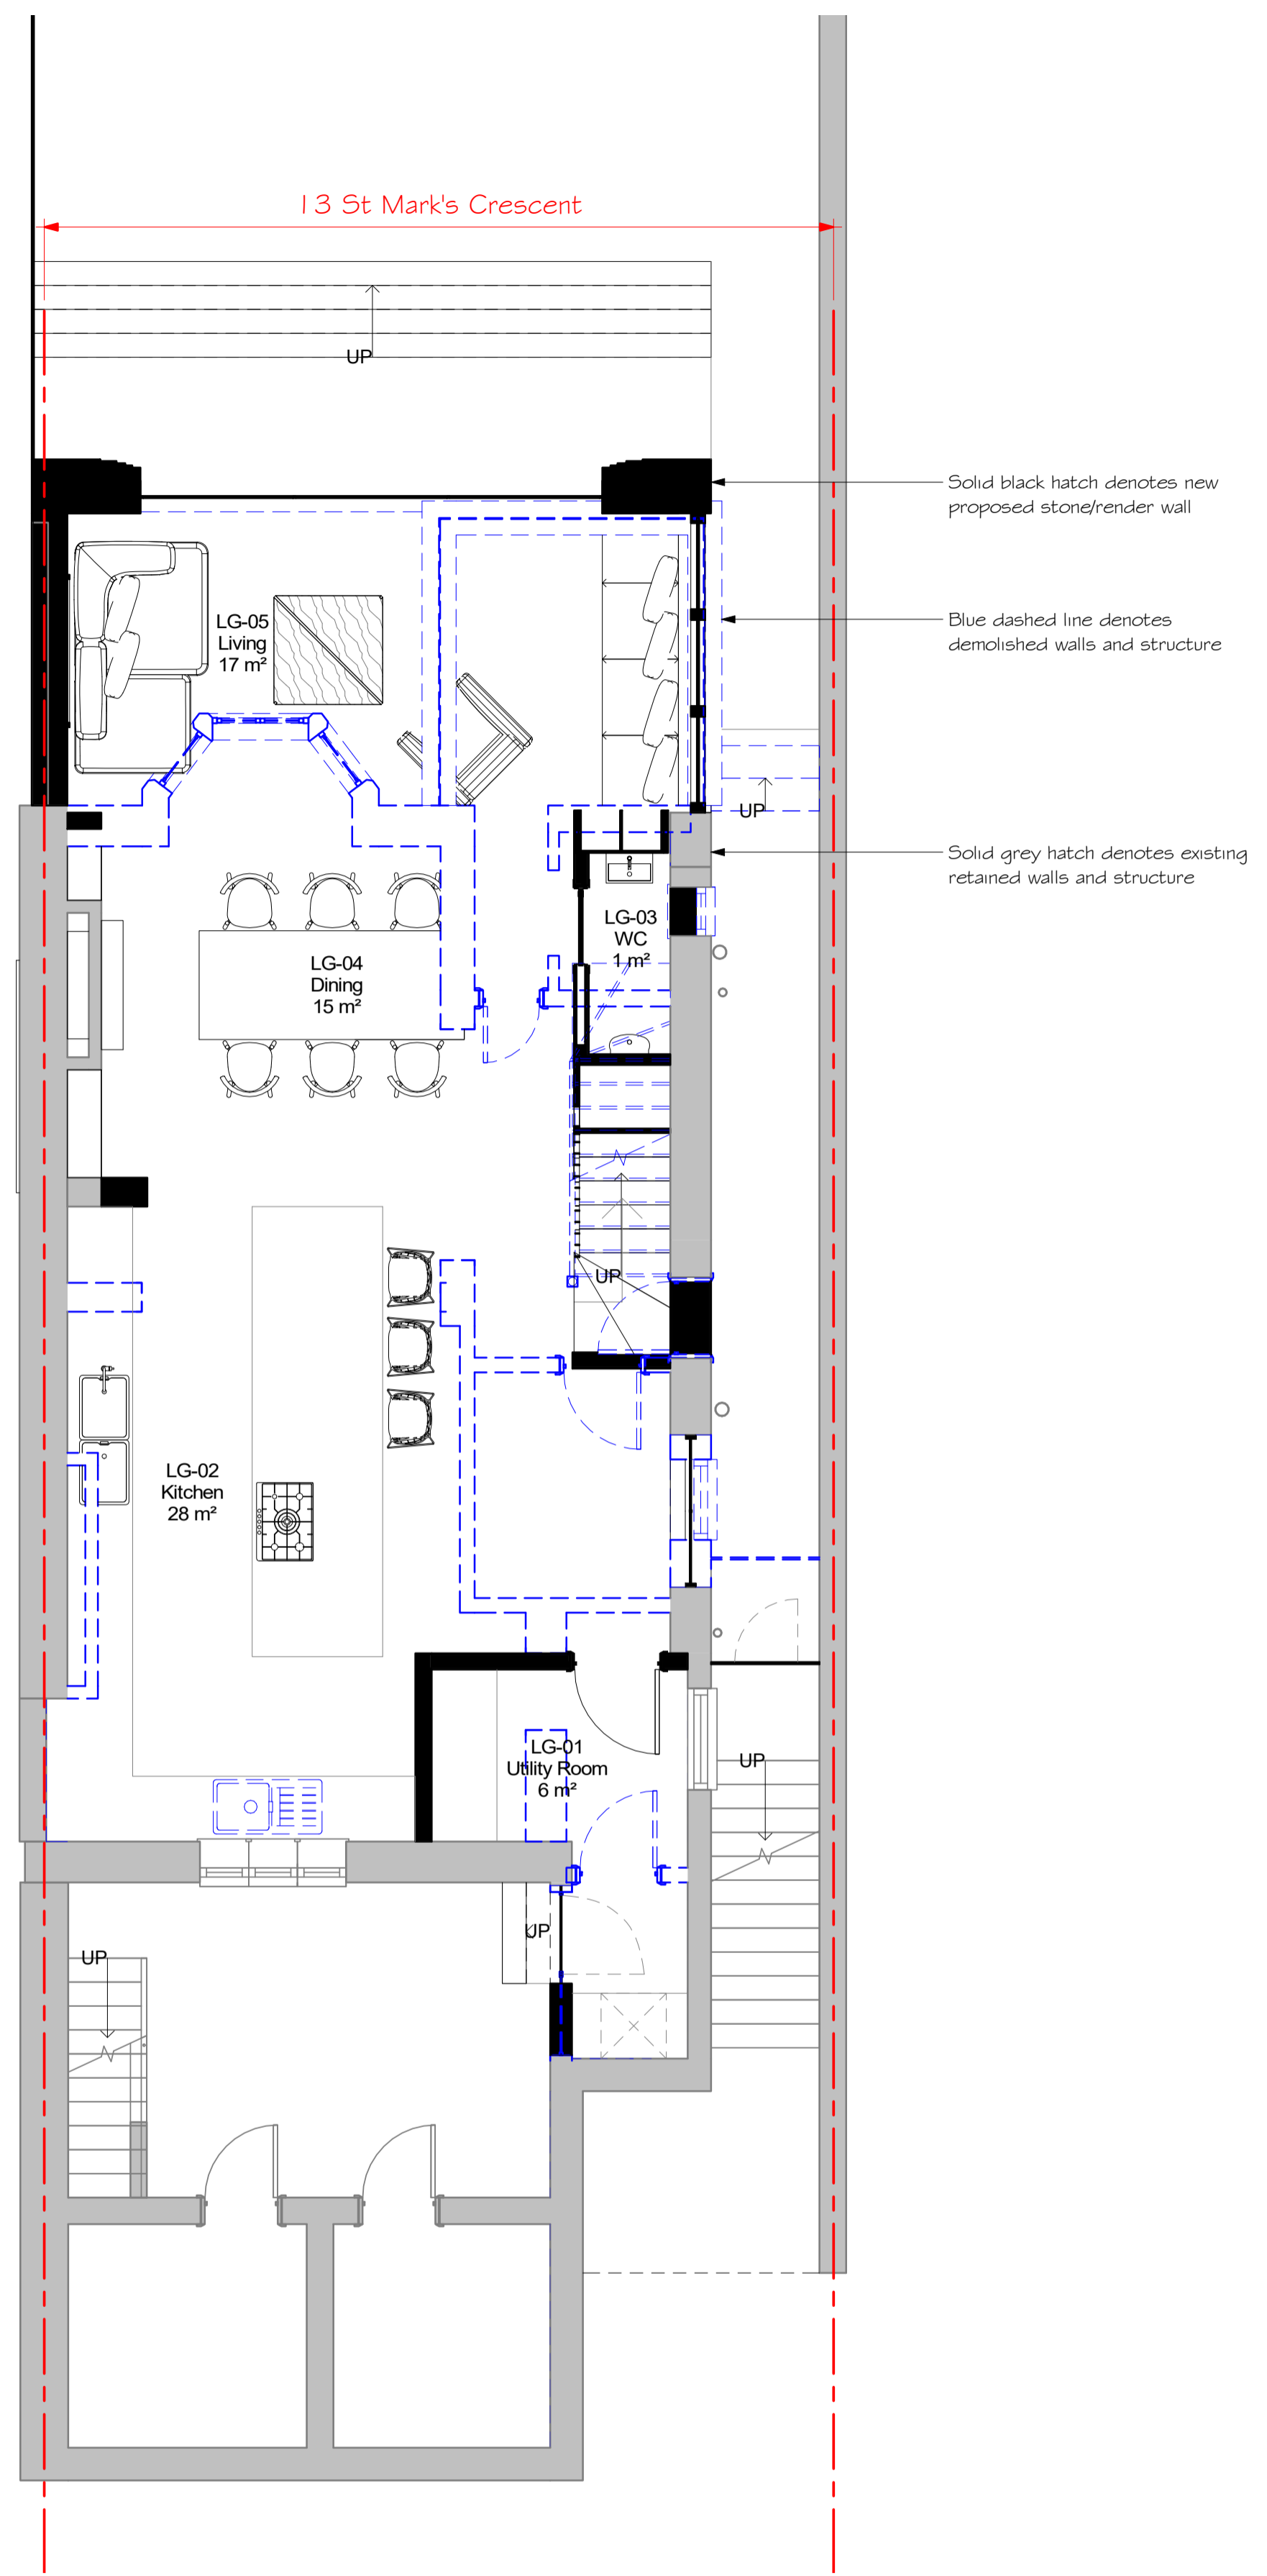 13 St Mark's Crescent
UP
Solid black hatch denotes new
proposed stone/render wall
LG-05
Living
17 m²
Blue dashed line denotes
demolished walls and structure
UP
Solid grey hatch denotes existing
retained walls and structure
LG-03
WC
1 m²
LG-04
Dining
15 m²
UP
LG-02
Kitchen
28 m²
LG-01
Utility Room
6 m²
UP
UP
UP